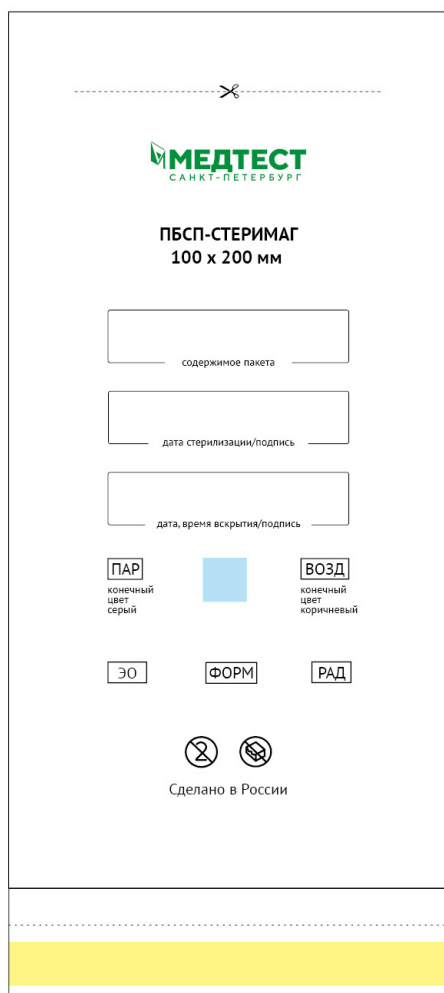 МЕДТЕСТ
САНКТ-ПЕТЕРБУРГ
ПБСП-СТЕРИМАГ
100 х 200 мм
содержимое пакета
дата стерилизации/подпись
дата, время вскрытия/подпись
ПАР
конечный
цвет
серый
ВОЗД
конечный
цвет
коричневый
ЭО
ФОРМ
РАД
2
Сделано в России